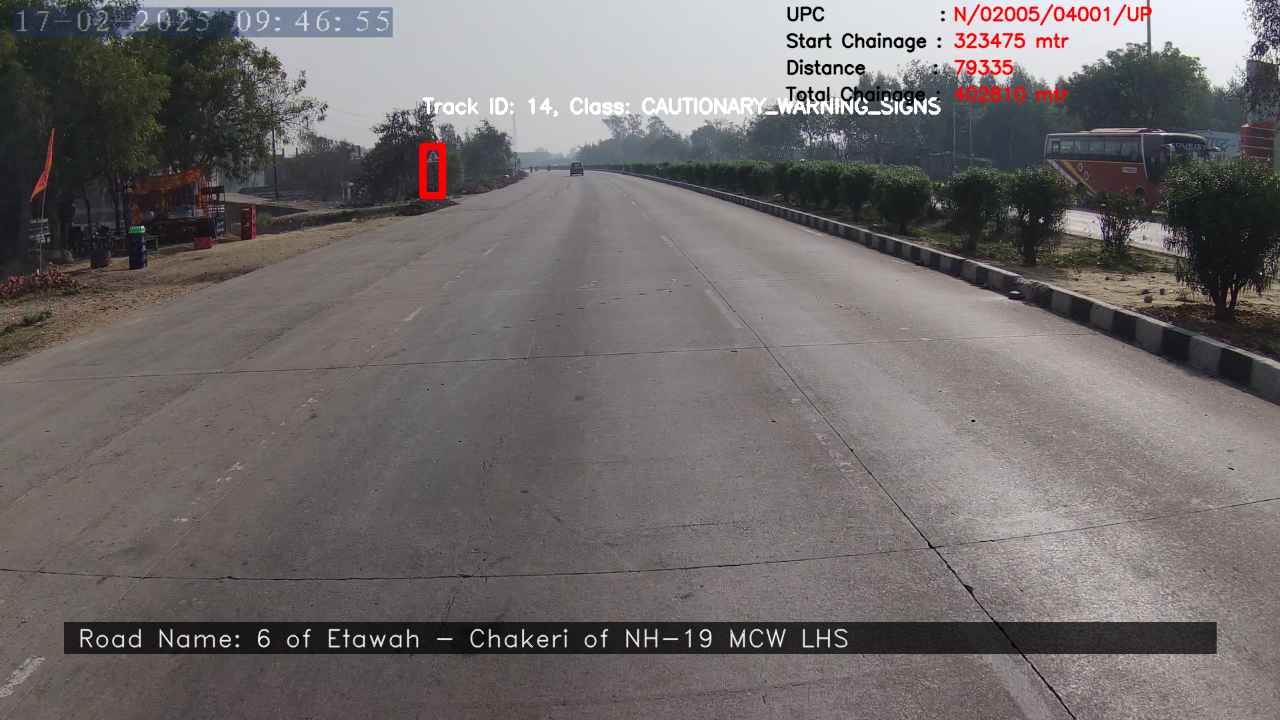 17-02-2025 09:46:55
UPC : N/02005/04001/UP
Start Chainage : 323475 mtr
Distance : 79335
Total Chainage : 402810 mtr
Track ID: 14, Class: CAUTIONARY_WARNING_SIGNS
Road Name: 6 of Etawah - Chakeri of NH-19 MCW LHS